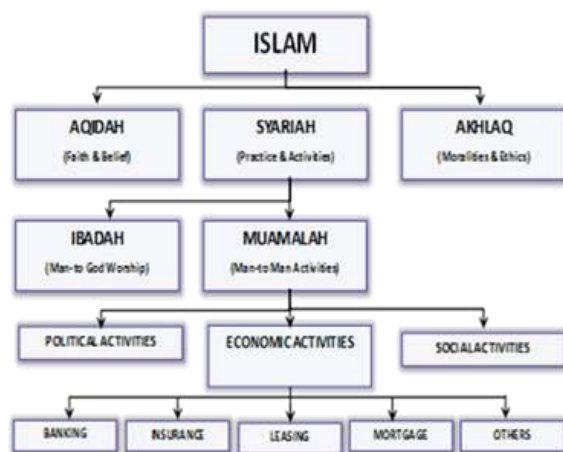 ISLAM
AQIDAH
(Faith & Belief)
SYARIAH
(Practice & Activities)
AKHLAQ
(Moralities & Ethics)
IBADAH
(Man-to God Worship)
MUAMALAH
(Man-to Man Activities)
POLITICAL ACTIVITIES
ECONOMIC ACTIVITIES
SOCIAL ACTIVITIES
BANKING
INSURANCE
LEASING
MORTGAGE
OTHERS